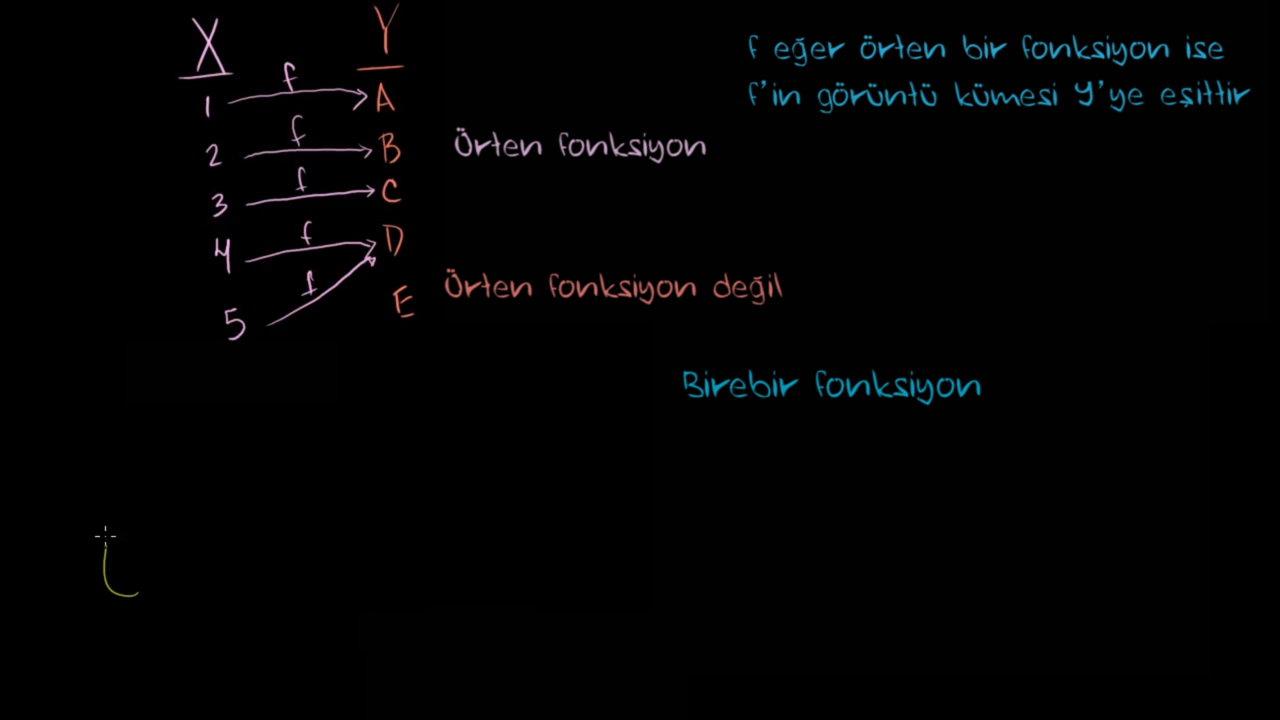 X Y
f eğer örten bir fonksiyon ise
f'in görüntü kümesi Y'ye eşittir
1 f A
2 f B
Örten fonksiyon
3 f C
4 f D
5 f E
Örten fonksiyon değil
Birebir fonksiyon